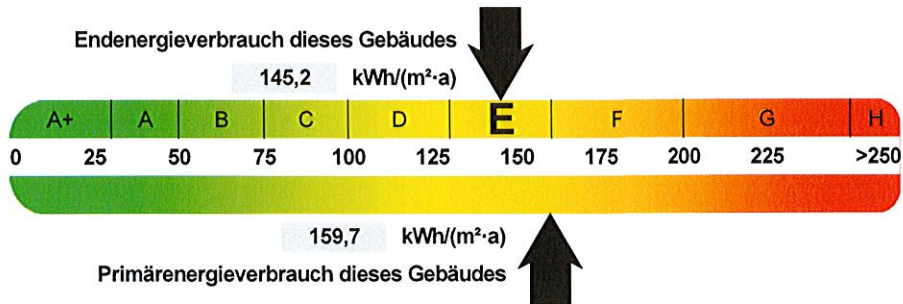 Endenergieverbrauch dieses Gebäudes
145,2 kWh/(m²·a)
A+ A B C D E F G H
0 25 50 75 100 125 150 175 200 225 >250
159,7 kWh/(m²·a)
Primärenergieverbrauch dieses Gebäudes